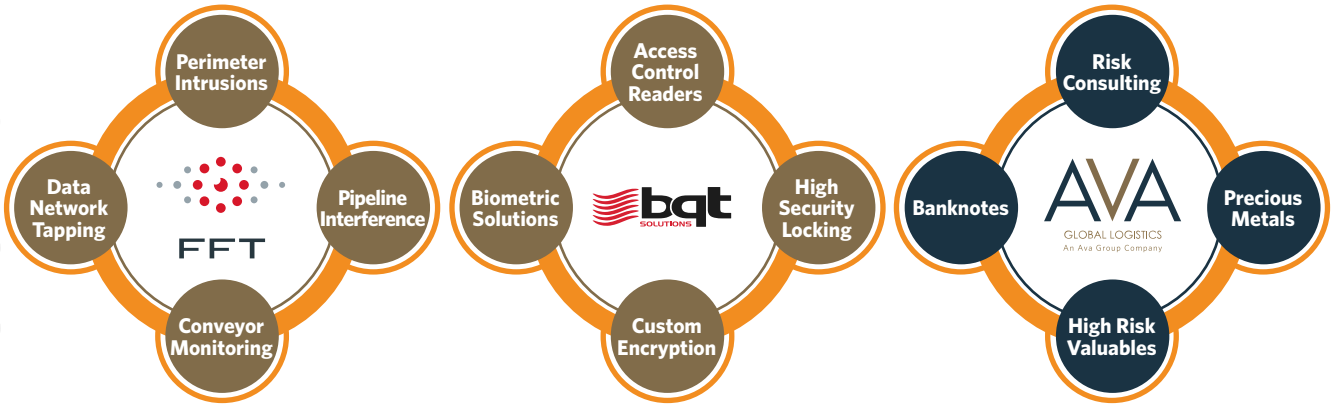 Perimeter
Intrusions
Data
Network
Tapping
FFT
Pipeline
Interference
Conveyor
Monitoring
Access
Control
Readers
Biometric
Solutions
bqt
SOLUTIONS
High
Security
Locking
Custom
Encryption
Risk
Consulting
Banknotes
AVA
GLOBAL LOGISTICS
An Ava Group Company
Precious
Metals
High Risk
Valuables